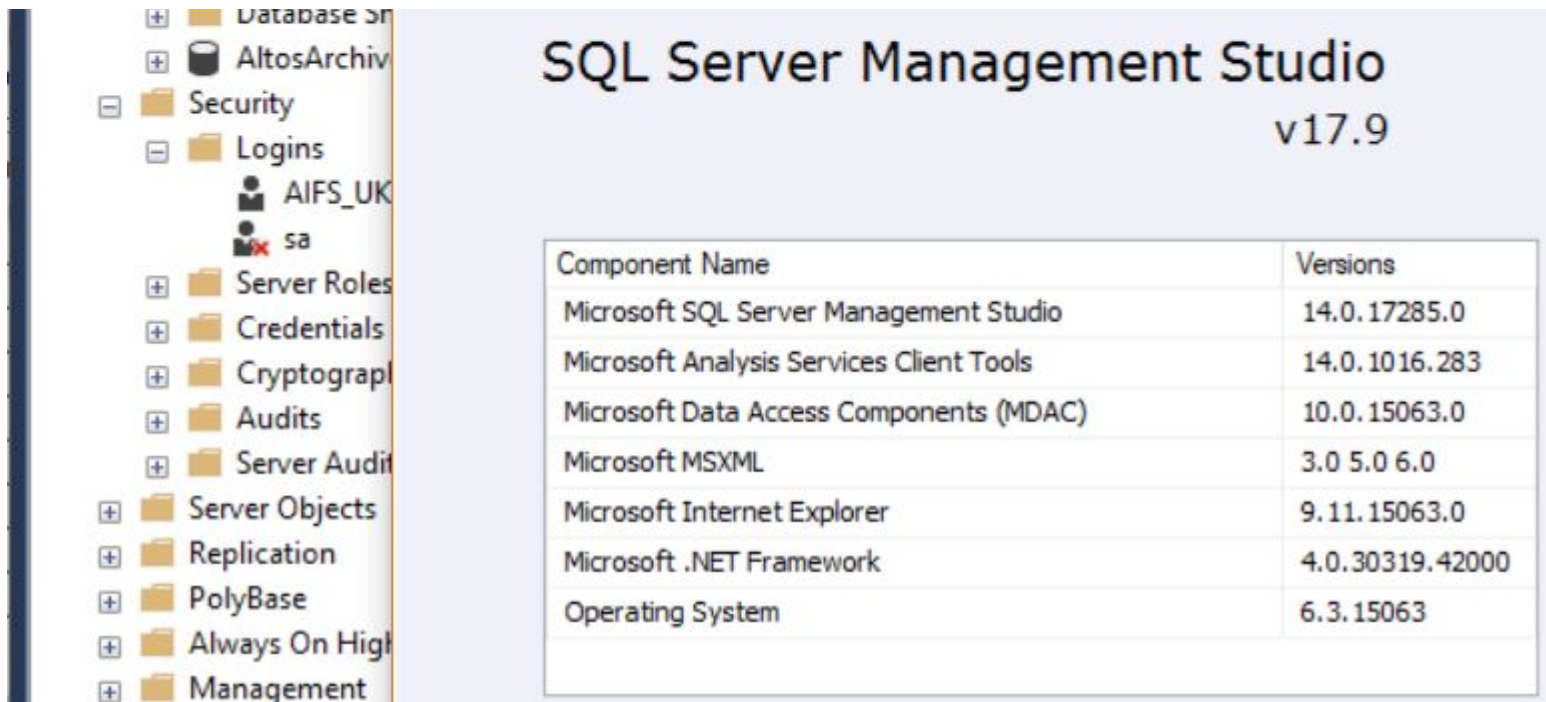 Database
AltosArchiv
Security
Logins
AIFS_UK
sa
Server Roles
Credentials
Cryptograp
Audits
Server Audit
Server Objects
Replication
PolyBase
Always On High
Management
SQL Server Management Studio
v17.9
Component Name Versions
Microsoft SQL Server Management Studio 14.0.17285.0
Microsoft Analysis Services Client Tools 14.0.1016.283
Microsoft Data Access Components (MDAC) 10.0.15063.0
Microsoft MSXML 3.0 5.0 6.0
Microsoft Internet Explorer 9.11.15063.0
Microsoft .NET Framework 4.0.30319.42000
Operating System 6.3.15063